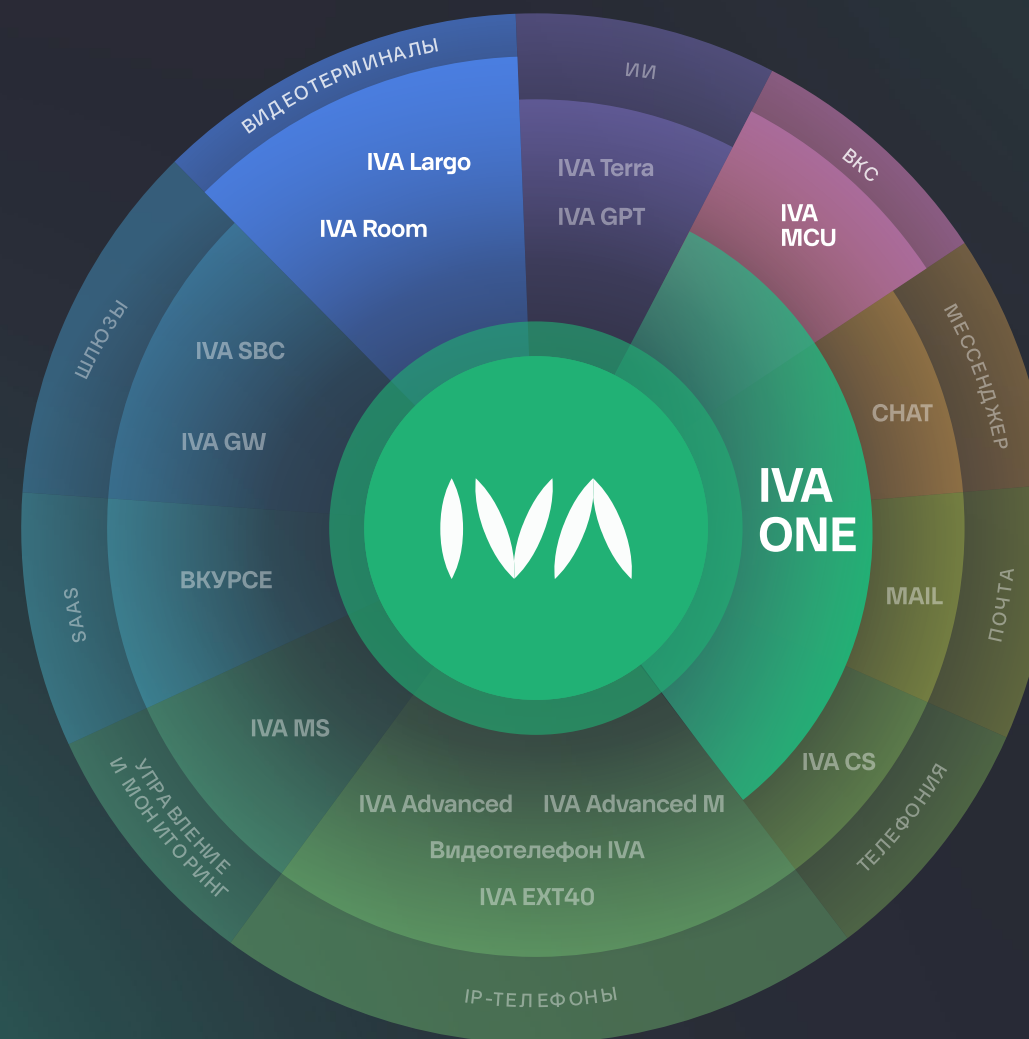 ВИДЕОТЕРМИНАЛЫ
IVA Largo
IVA Room
ИИ
IVA Terra
IVA GPT
ВКС
IVA
MCU
МЕССЕНДЖЕР
CHAT
ПОЧТА
MAIL
ТЕЛЕФОНИЯ
IVA CS
IVA
ONE
IVA
IP-ТЕЛЕФОНЫ
IVA Advanced
IVA Advanced M
Видеотелефон IVA
IVA EXT40
УПРАВЛЕНИЕ
И МОНИТОРИНГ
IVA MS
SAAS
ВКУРСЕ
ШЛЮЗЫ
IVA SBC
IVA GW